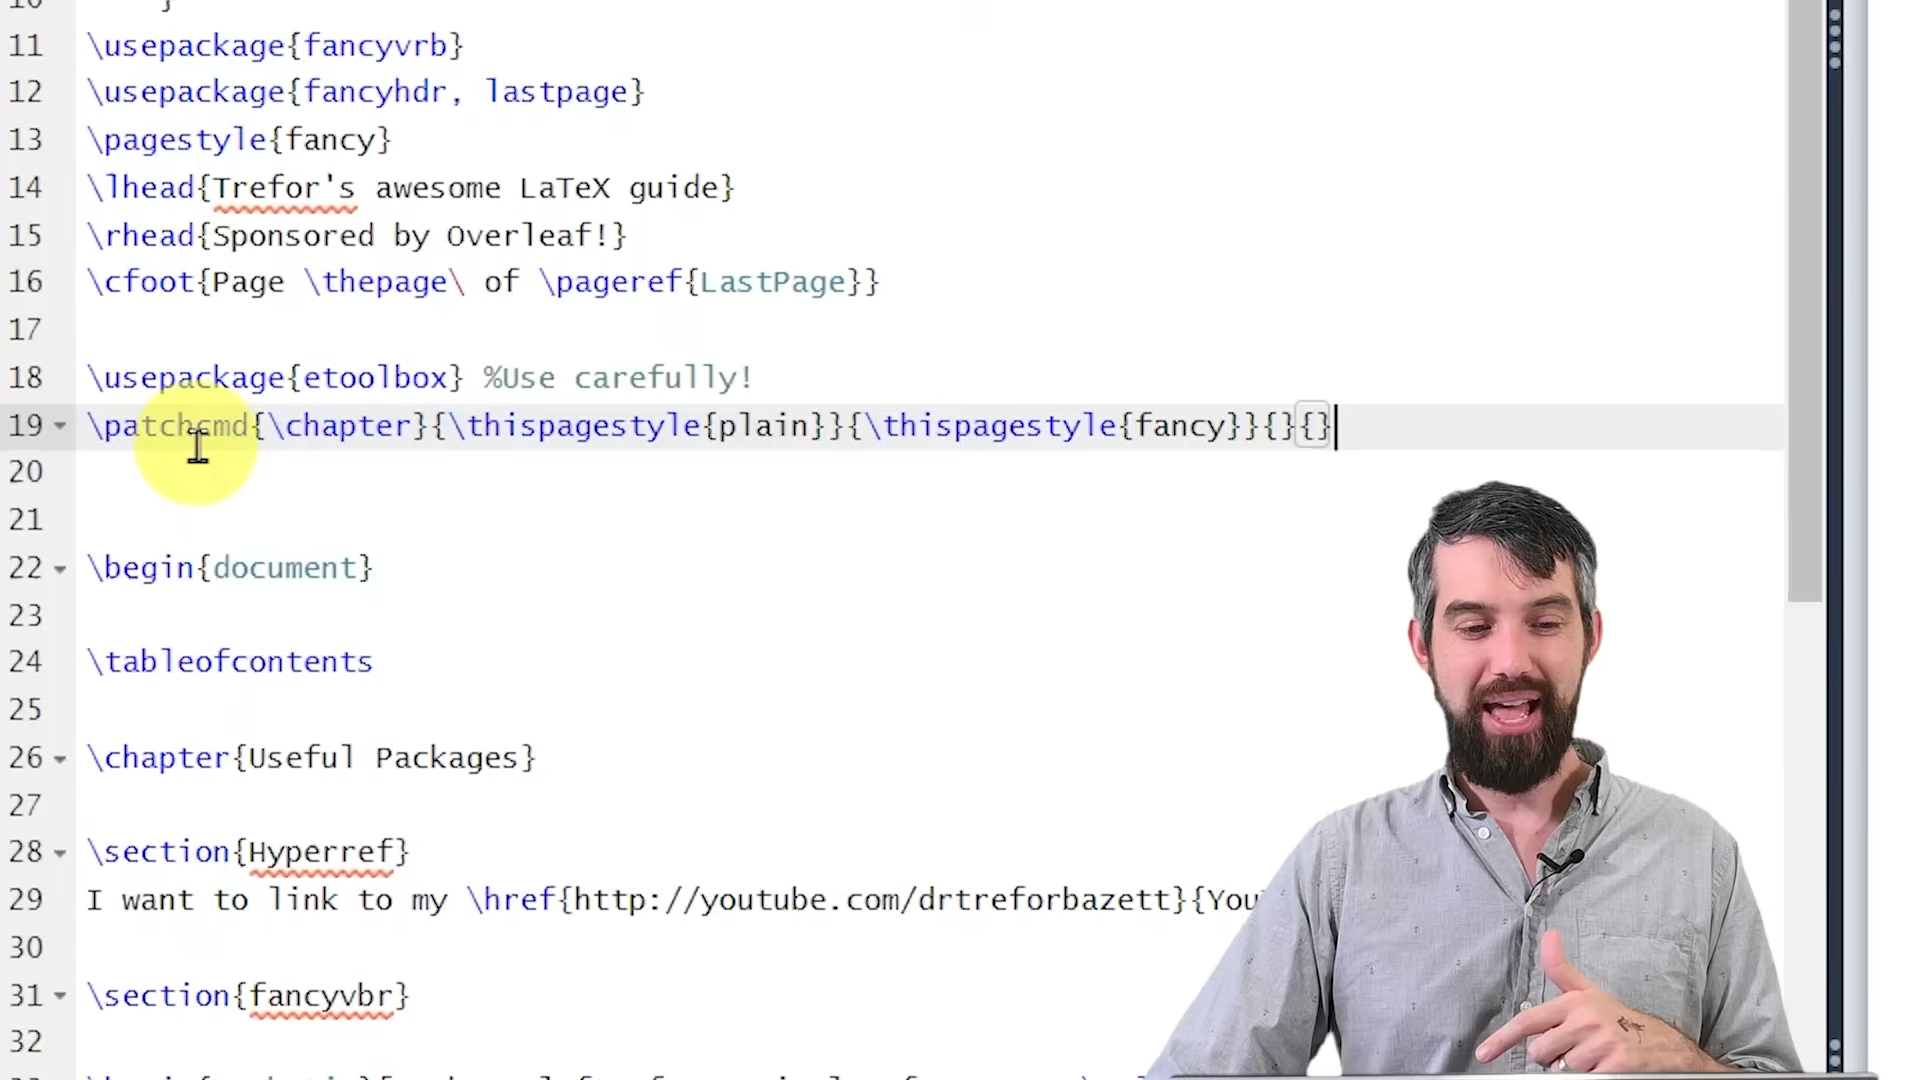 }
11 \usepackage{fancyvrb}
12 \usepackage{fancyhdr, lastpage}
13 \pagestyle{fancy}
14 \lhead{Trefor's awesome LaTeX guide}
15 \rhead{Sponsored by Overleaf!}
16 \cfoot{Page \thepage\ of \pageref{LastPage}}
17
18 \usepackage{etoolbox} %Use carefully!
19 \patchcmd{\chapter}{\thispagestyle{plain}}{\thispagestyle{fancy}}{}{}
20
21
22 \begin{document}
23
24 \tableofcontents
25
26 \chapter{Useful Packages}
27
28 \section{Hyperref}
29 I want to link to my \href{http://youtube.com/drtreforbazett}{You
30
31 \section{fancyvbr}
32